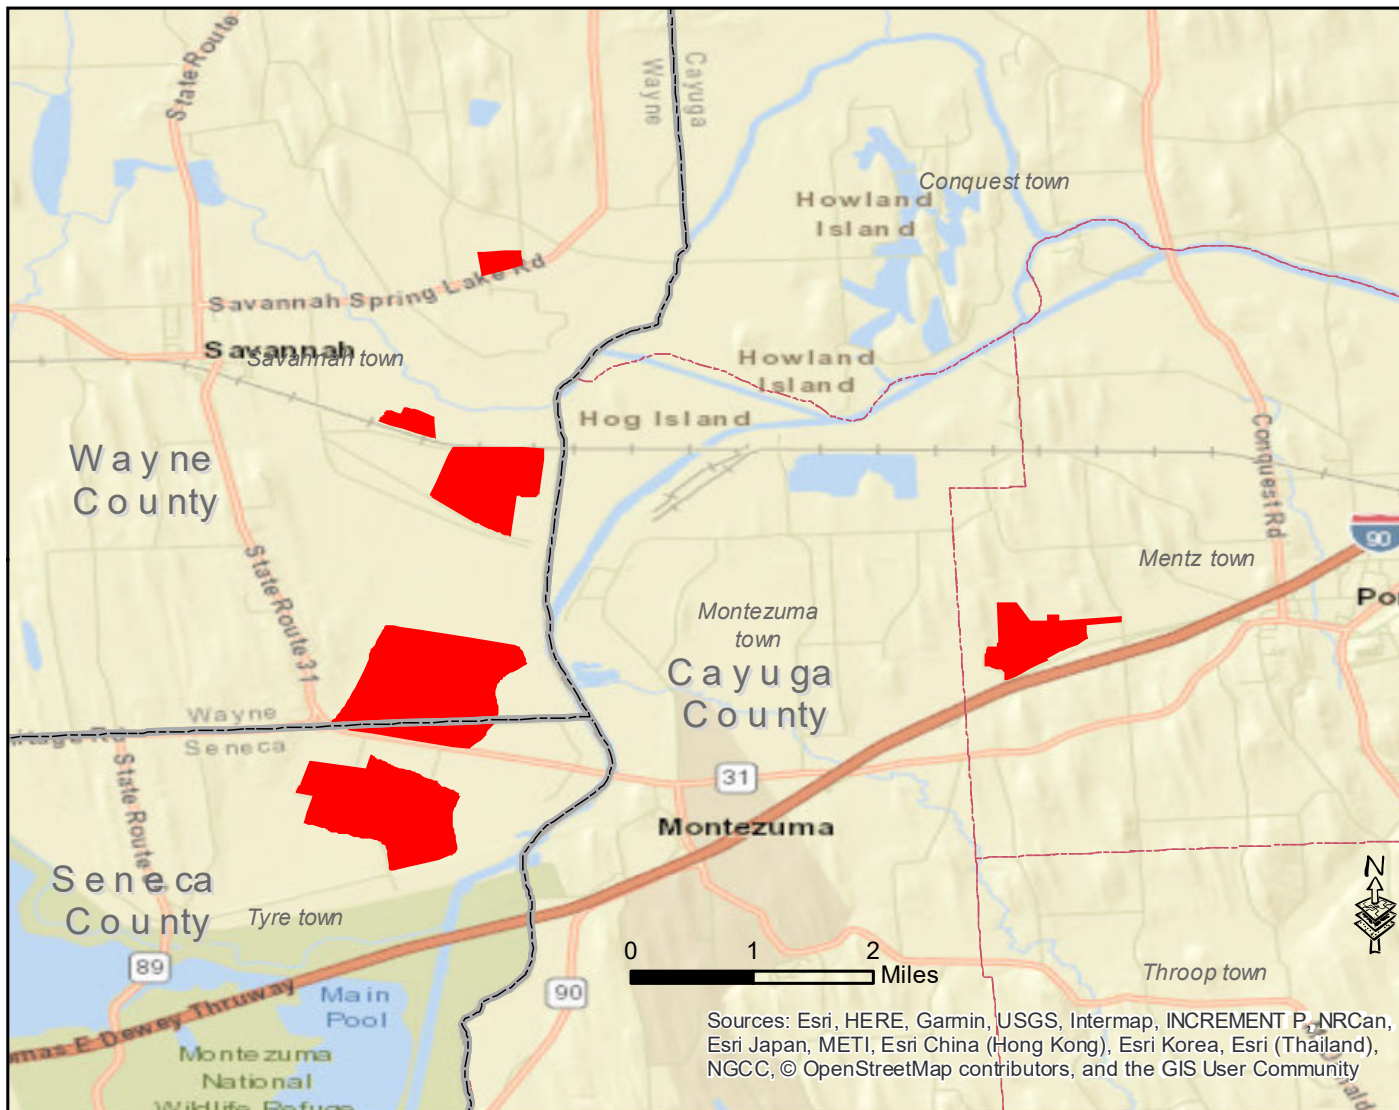 State Route
Wayne
Cayuga
Conquest town
Howland
Island
Savannah Spring Lake Rd
Savannah
Savannah town
Howland
Island
Hog Island
Wayne
County
Conquest Rd
90
State Route 31
Mentz town
Montezuma
town
Cayuga
County
Wayne
Seneca
State Route
31
Montezuma
Seneca
County
Tyre town
N
89
0 1 2
Miles
Throop town
90
Main
Pool
mas E Dewey Thruway
Montezuma
National
Wildlife Refuge
Sources: Esri, HERE, Garmin, USGS, Intermap, INCREMENT P, NRCan,
Esri Japan, METI, Esri China (Hong Kong), Esri Korea, Esri (Thailand),
NGCC, © OpenStreetMap contributors, and the GIS User Community